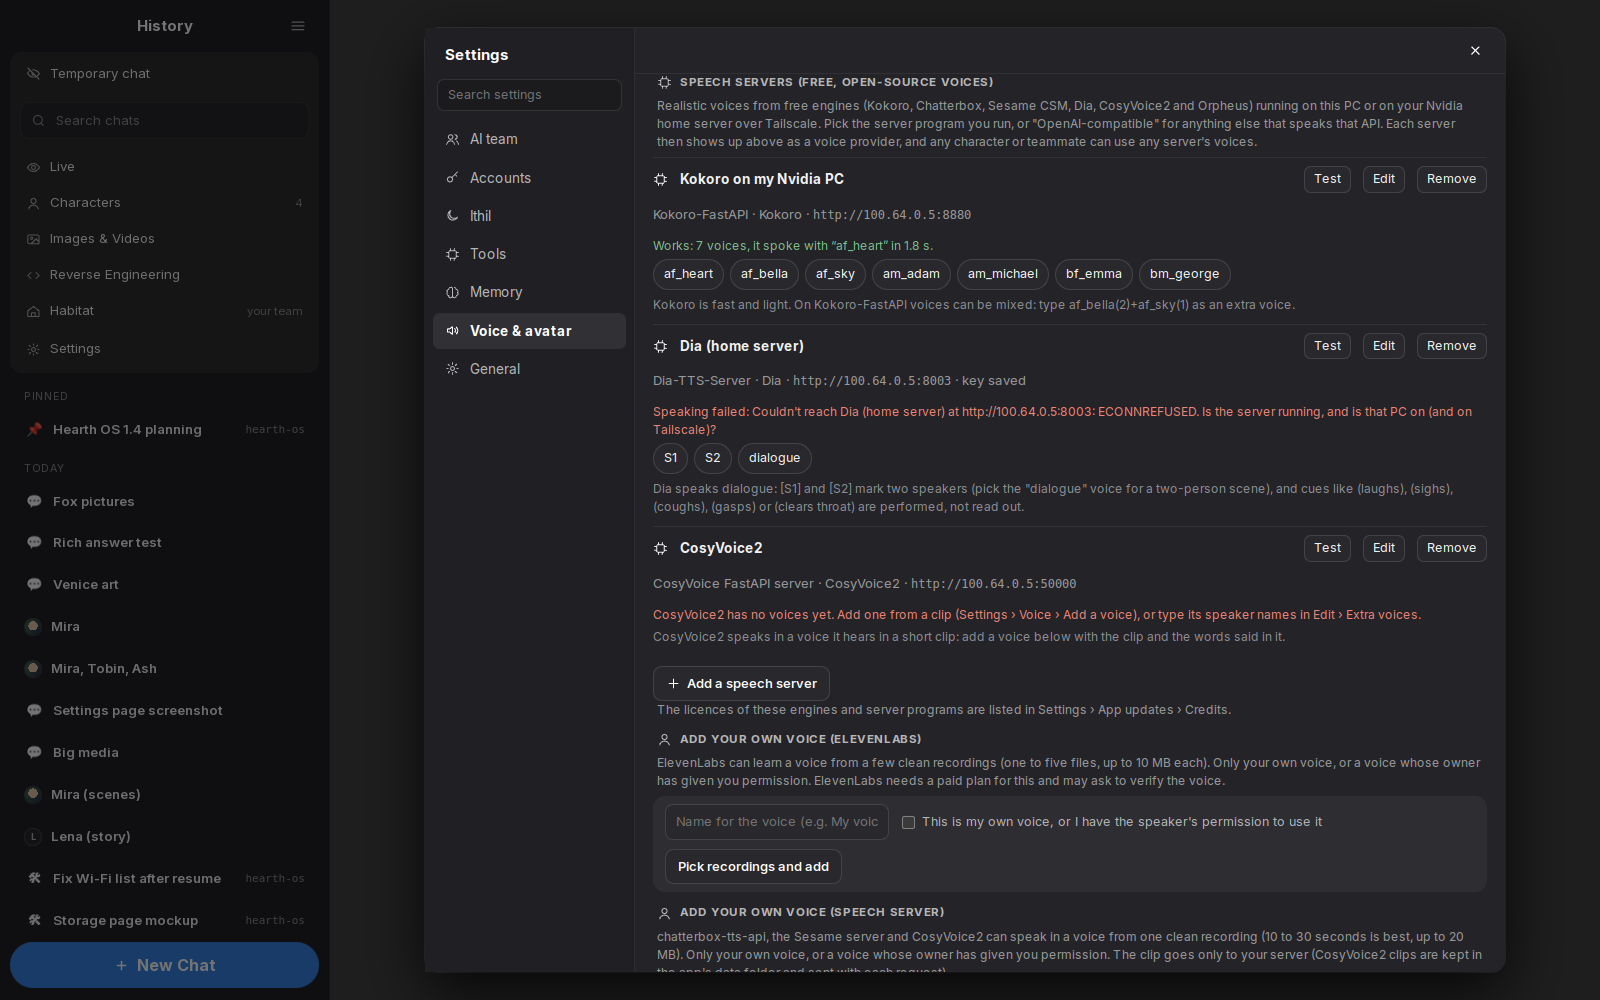 History
Temporary chat
Search chats
Live
Characters 4
Images & Videos
Reverse Engineering
Habitat your team
Settings
PINNED
📌 Hearth OS 1.4 planning hearth-os
TODAY
💬 Fox pictures
💬 Rich answer test
💬 Venice art
Mira
Mira, Tobin, Ash
💬 Settings page screenshot
💬 Big media
Mira (scenes)
L Lena (story)
🛠 Fix Wi-Fi list after resume hearth-os
🛠 Storage page mockup hearth-os
+ New Chat
Settings
Search settings
AI team
Accounts
Ithil
Tools
Memory
Voice & avatar
General
SPEECH SERVERS (FREE, OPEN-SOURCE VOICES)
Realistic voices from free engines (Kokoro, Chatterbox, Sesame CSM, Dia, CosyVoice2 and Orpheus) running on this PC or on your Nvidia
home server over Tailscale. Pick the server program you run, or "OpenAI-compatible" for anything else that speaks that API. Each server
then shows up above as a voice provider, and any character or teammate can use any server's voices.
Kokoro on my Nvidia PC Test Edit Remove
Kokoro-FastAPI · Kokoro · http://100.64.0.5:8880
Works: 7 voices, it spoke with “af_heart” in 1.8 s.
af_heart af_bella af_sky am_adam am_michael bf_emma bm_george
Kokoro is fast and light. On Kokoro-FastAPI voices can be mixed: type af_bella(2)+af_sky(1) as an extra voice.
Dia (home server) Test Edit Remove
Dia-TTS-Server · Dia · http://100.64.0.5:8003 · key saved
Speaking failed: Couldn't reach Dia (home server) at http://100.64.0.5:8003: ECONNREFUSED. Is the server running, and is that PC on (and on
Tailscale)?
S1 S2 dialogue
Dia speaks dialogue: [S1] and [S2] mark two speakers (pick the "dialogue" voice for a two-person scene), and cues like (laughs), (sighs),
(coughs), (gasps) or (clears throat) are performed, not read out.
CosyVoice2 Test Edit Remove
CosyVoice FastAPI server · CosyVoice2 · http://100.64.0.5:50000
CosyVoice2 has no voices yet. Add one from a clip (Settings › Voice › Add a voice), or type its speaker names in Edit › Extra voices.
CosyVoice2 speaks in a voice it hears in a short clip: add a voice below with the clip and the words said in it.
+ Add a speech server
The licences of these engines and server programs are listed in Settings › App updates › Credits.
ADD YOUR OWN VOICE (ELEVENLABS)
ElevenLabs can learn a voice from a few clean recordings (one to five files, up to 10 MB each). Only your own voice, or a voice whose owner
has given you permission. ElevenLabs needs a paid plan for this and may ask to verify the voice.
Name for the voice (e.g. My voic This is my own voice, or I have the speaker's permission to use it
Pick recordings and add
ADD YOUR OWN VOICE (SPEECH SERVER)
chatterbox-tts-api, the Sesame server and CosyVoice2 can speak in a voice from one clean recording (10 to 30 seconds is best, up to 20
MB). Only your own voice, or a voice whose owner has given you permission. The clip goes only to your server (CosyVoice2 clips are kept in
the app's data folder and sent with each request).